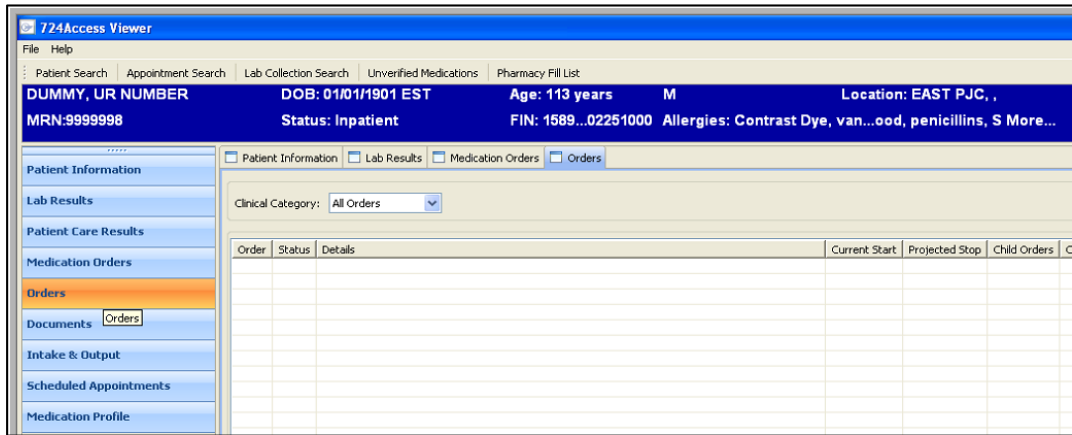 724Access Viewer
File Help
Patient Search Appointment Search Lab Collection Search Unverified Medications Pharmacy Fill List
DUMMY, UR NUMBER DOB: 01/01/1901 EST Age: 113 years M Location: EAST PJC, ,
MRN:9999998 Status: Inpatient FIN: 1589...02251000 Allergies: Contrast Dye, van...ood, penicillins, S More...
Patient Information Lab Results Medication Orders Orders
Patient Information
Lab Results
Patient Care Results
Medication Orders
Orders
Documents Orders
Intake & Output
Scheduled Appointments
Medication Profile
Clinical Category: All Orders
Order Status Details Current Start Projected Stop Child Orders